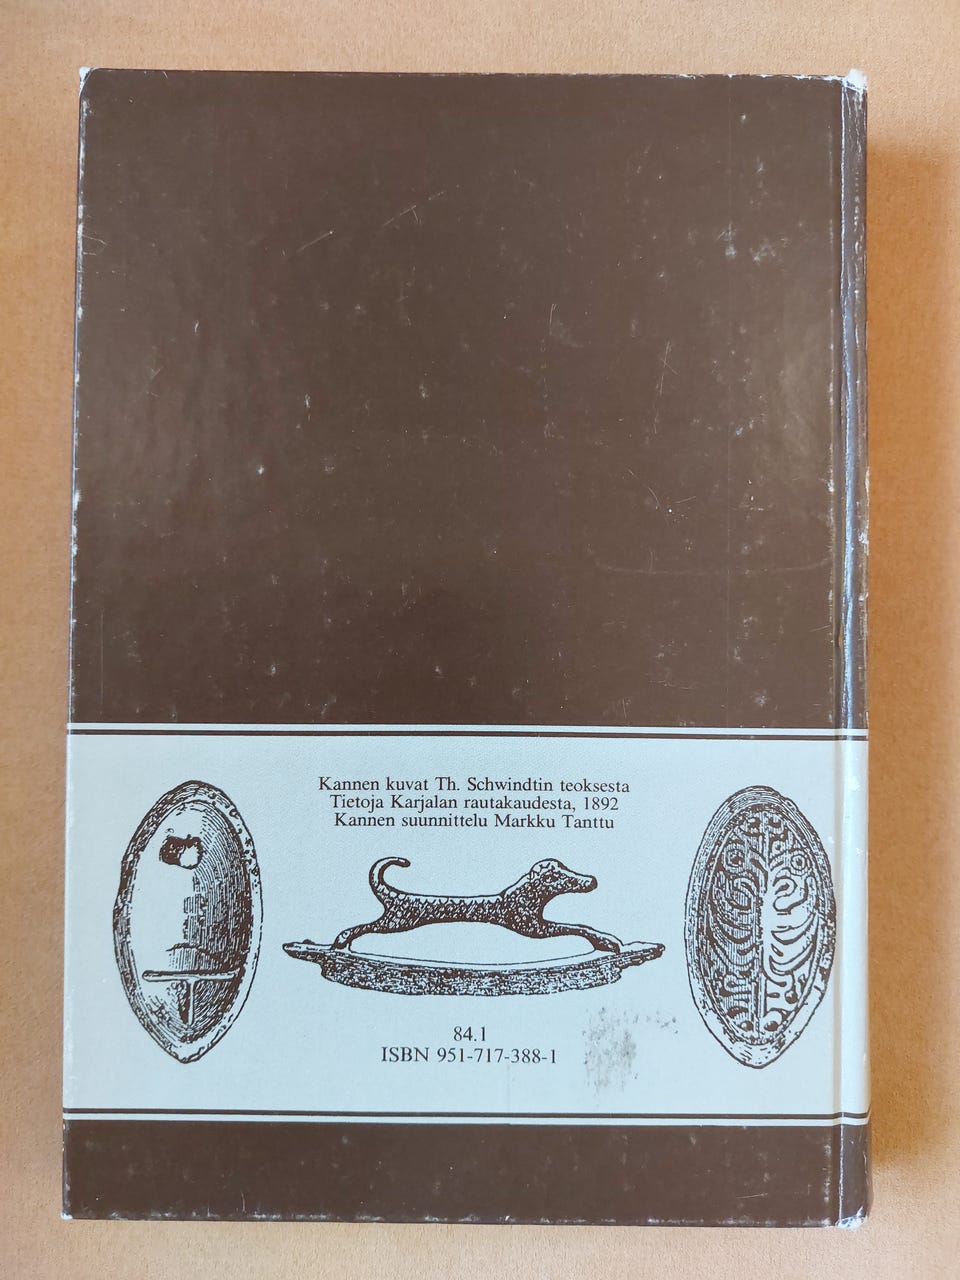 Kannen kuvat Th. Schwindtin teoksesta
Tietoja Karjalan rautakaudesta, 1892
Kannen suunnittelu Markku Tanttu
84.1
ISBN 951-717-388-1